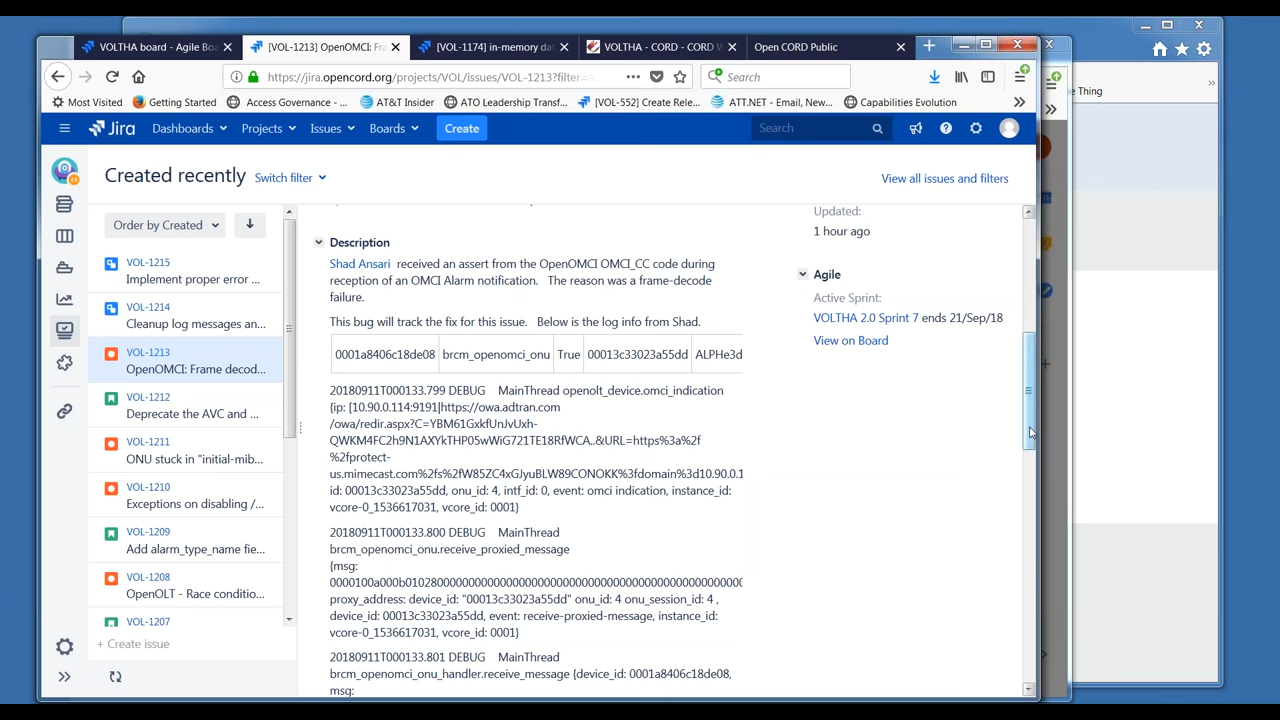 VOLTHA board - Agile Boa
[VOL-1213] OpenOMCI: Fra
[VOL-1174] in-memory dat
VOLTHA - CORD - CORD W
Open CORD Public
https://jira.opencord.org/projects/VOL/issues/VOL-1213?filter=a
Search
Most Visited
Getting Started
Access Governance - ...
AT&T Insider
ATO Leadership Transf...
[VOL-552] Create Rele...
ATT.NET - Email, New...
Capabilities Evolution
e Thing
Jira
Dashboards
Projects
Issues
Boards
Create
Search
Created recently
Switch filter
View all issues and filters
Order by Created
VOL-1215
Implement proper error ...
VOL-1214
Cleanup log messages an...
VOL-1213
OpenOMCI: Frame decod...
VOL-1212
Deprecate the AVC and ...
VOL-1211
ONU stuck in "initial-mib...
VOL-1210
Exceptions on disabling /...
VOL-1209
Add alarm_type_name fie...
VOL-1208
OpenOLT - Race conditio...
VOL-1207
+ Create issue
Description
Shad Ansari received an assert from the OpenOMCI OMCI_CC code during
reception of an OMCI Alarm notification. The reason was a frame-decode
failure.
This bug will track the fix for this issue. Below is the log info from Shad.
0001a8406c18de08 brcm_openomci_onu True 00013c33023a55dd ALPHe3d
20180911T000133.799 DEBUG MainThread openolt_device.omci_indication
{ip: [10.90.0.114:9191|https://owa.adtran.com
/owa/redir.aspx?C=YBM61GxkfUnJvUxh-
QWKM4FC2h9N1AXYkTHP05wWiG721TE18RfWCA..&URL=https%3a%2f
%2fprotect-
us.mimecast.com%2fs%2fW85ZC4xGJyuBLW89CONOKK%3fdomain%3d10.90.0.1
id: 00013c33023a55dd, onu_id: 4, intf_id: 0, event: omci indication, instance_id:
vcore-0_1536617031, vcore_id: 0001}
20180911T000133.800 DEBUG MainThread
brcm_openomci_onu.receive_proxied_message
{msg:
proxy_address: device_id: "00013c33023a55dd" onu_id: 4 onu_session_id: 4 ,
device_id: 00013c33023a55dd, event: receive-proxied-message, instance_id:
vcore-0_1536617031, vcore_id: 0001}
20180911T000133.801 DEBUG MainThread
brcm_openomci_onu_handler.receive_message {device_id: 0001a8406c18de08,
msg:
Updated:
1 hour ago
Agile
Active Sprint:
VOLTHA 2.0 Sprint 7 ends 21/Sep/18
View on Board